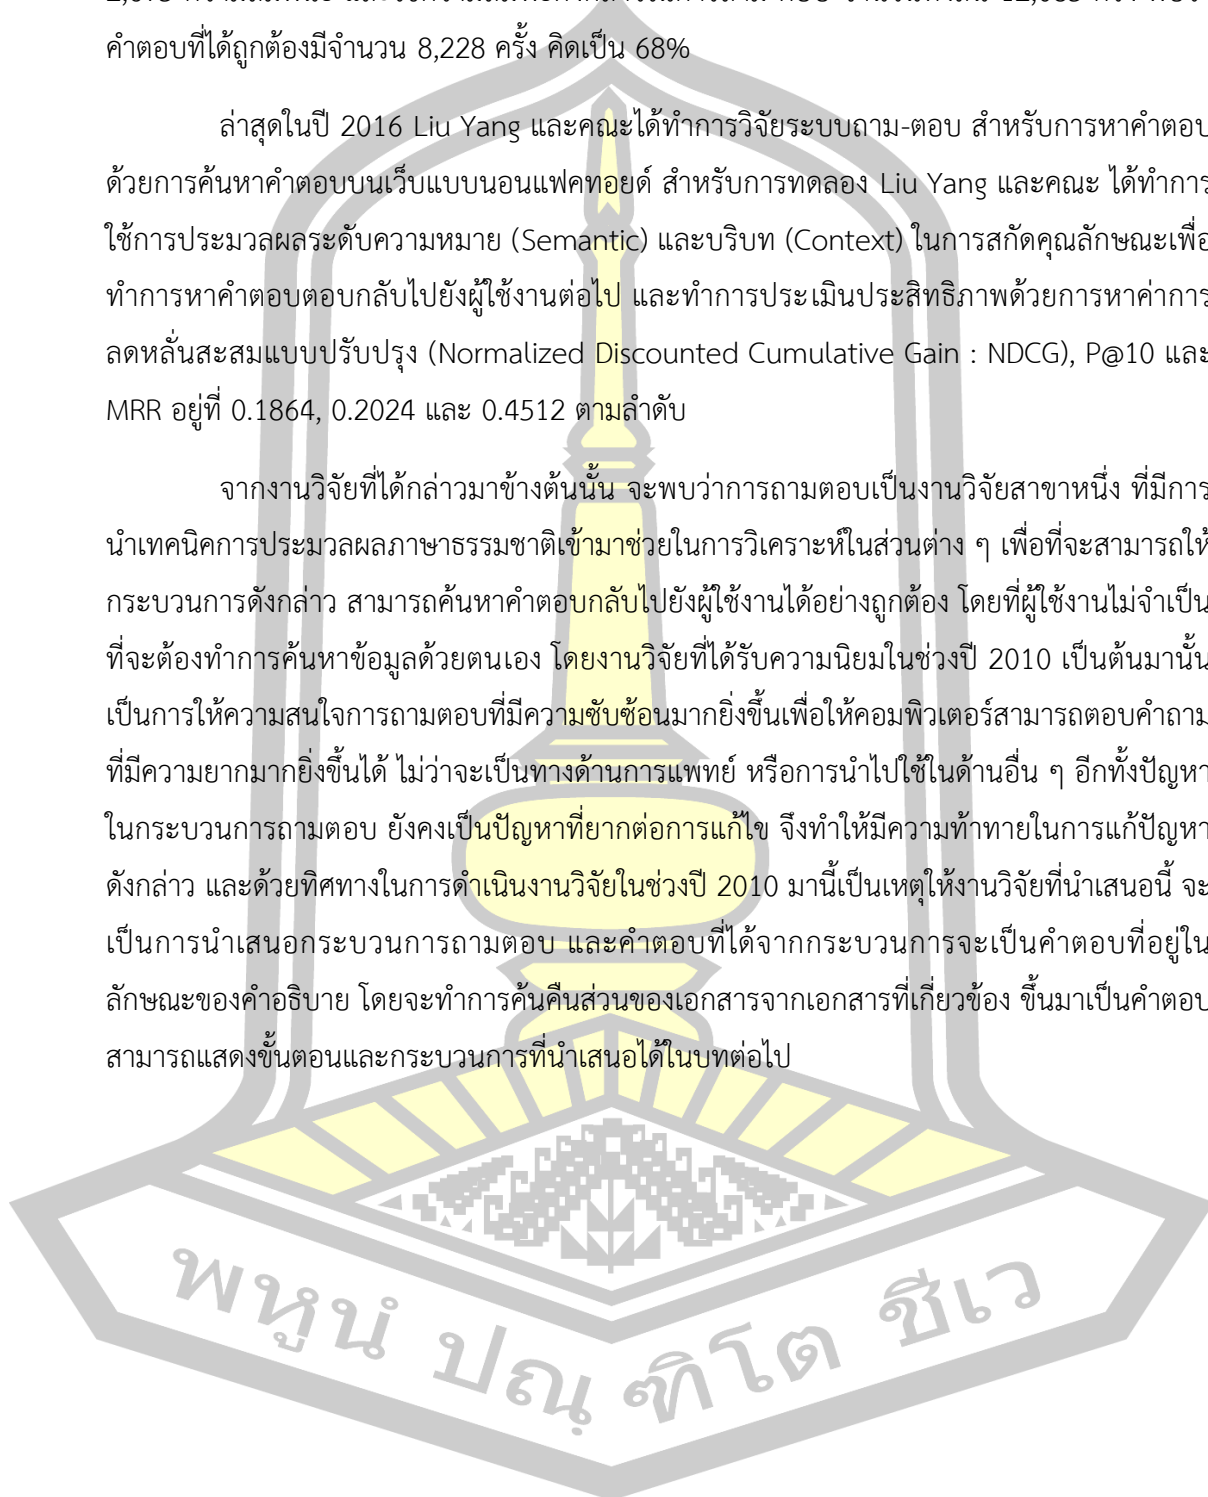 คำตอบที่ได้ถูกต้องมีจำนวน 8,228 ครั้ง คิดเป็น 68%
ล่าสุดในปี 2016 Liu Yang และคณะได้ทำการวิจัยระบบถาม-ตอบ สำหรับการหาคำตอบ
ด้วยการค้นหาคำตอบบนเว็บแบบนอนแฟคทอยด์ สำหรับการทดลอง Liu Yang และคณะ ได้ทำการ
ใช้การประมวลผลระดับความหมาย (Semantic) และบริบท (Context) ในการสกัดคุณลักษณะเพื่อ
ทำการหาคำตอบตอบกลับไปยังผู้ใช้งานต่อไป และทำการประเมินประสิทธิภาพด้วยการหาค่าการ
ลดหลั่นสะสมแบบปรับปรุง (Normalized Discounted Cumulative Gain : NDCG), P@10 และ
MRR อยู่ที่ 0.1864, 0.2024 และ 0.4512 ตามลำดับ
จากงานวิจัยที่ได้กล่าวมาข้างต้นนั้น จะพบว่าการถามตอบเป็นงานวิจัยสาขาหนึ่ง ที่มีการ
นำเทคนิคการประมวลผลภาษาธรรมชาติเข้ามาช่วยในการวิเคราะห์ในส่วนต่าง ๆ เพื่อที่จะสามารถให้
กระบวนการดังกล่าว สามารถค้นหาคำตอบกลับไปยังผู้ใช้งานได้อย่างถูกต้อง โดยที่ผู้ใช้งานไม่จำเป็น
ที่จะต้องทำการค้นหาข้อมูลด้วยตนเอง โดยงานวิจัยที่ได้รับความนิยมในช่วงปี 2010 เป็นต้นมานั้น
เป็นการให้ความสนใจการถามตอบที่มีความซับซ้อนมากยิ่งขึ้นเพื่อให้คอมพิวเตอร์สามารถตอบคำถาม
ที่มีความยากมากยิ่งขึ้นได้ ไม่ว่าจะเป็นทางด้านการแพทย์ หรือการนำไปใช้ในด้านอื่น ๆ อีกทั้งปัญหา
ในกระบวนการถามตอบ ยังคงเป็นปัญหาที่ยากต่อการแก้ไข จึงทำให้มีความท้าทายในการแก้ปัญหา
ดังกล่าว และด้วยทิศทางในการดำเนินงานวิจัยในช่วงปี 2010 มานี้เป็นเหตุให้งานวิจัยที่นำเสนอนี้ จะ
เป็นการนำเสนอกระบวนการถามตอบ และคำตอบที่ได้จากกระบวนการจะเป็นคำตอบที่อยู่ใน
ลักษณะของคำอธิบาย โดยจะทำการค้นคืนส่วนของเอกสารจากเอกสารที่เกี่ยวข้อง ขึ้นมาเป็นคำตอบ
สามารถแสดงขั้นตอนและกระบวนการที่นำเสนอได้ในบทต่อไป
พหูนํ ปณฺฑิโต ชีเว